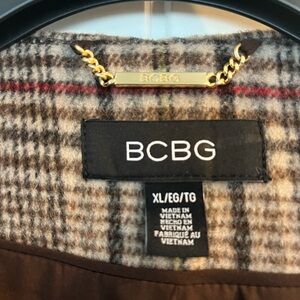 BCBG
BCBG
XL/EG/TG
MADE IN
VIETNAM
HECHO EN
VIETNAM
FABRIQUÉ AU
VIETNAM